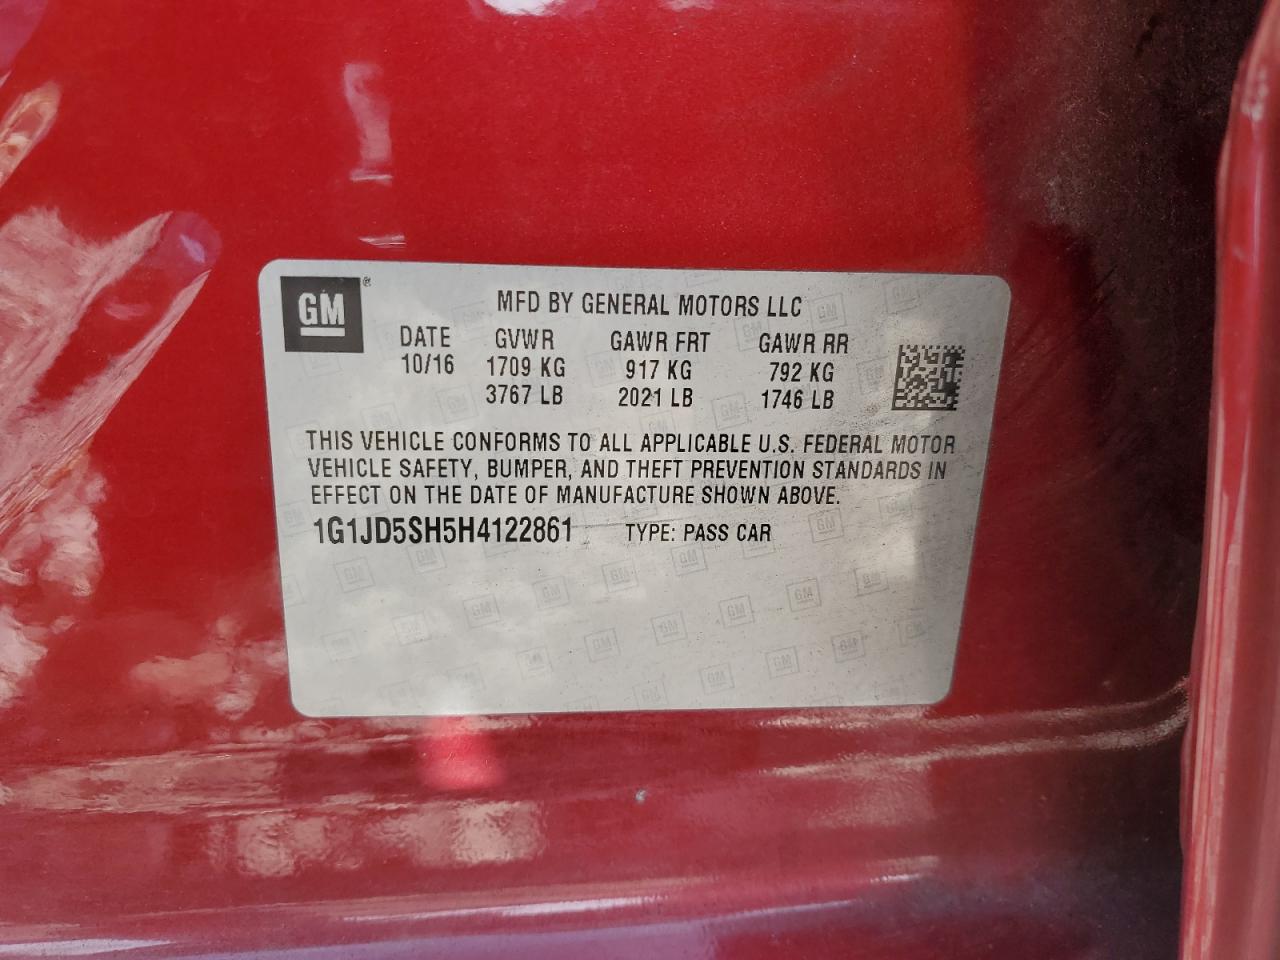 GM®
MFD BY GENERAL MOTORS LLC
DATE GVWR GAWR FRT GAWR RR
10/16 1709 KG 917 KG 792 KG
3767 LB 2021 LB 1746 LB
THIS VEHICLE CONFORMS TO ALL APPLICABLE U.S. FEDERAL MOTOR
VEHICLE SAFETY, BUMPER, AND THEFT PREVENTION STANDARDS IN
EFFECT ON THE DATE OF MANUFACTURE SHOWN ABOVE.
1G1JD5SH5H4122861 TYPE: PASS CAR